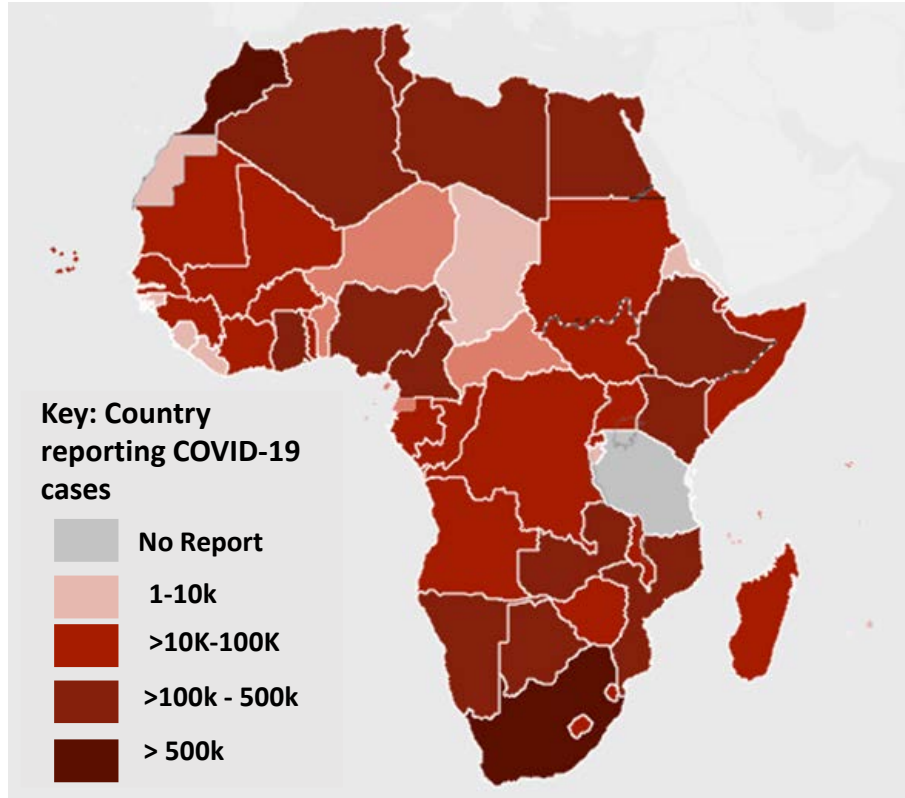 Key: Country
reporting COVID-19
cases
No Report
1-10k
>10K-100K
>100k - 500k
> 500k